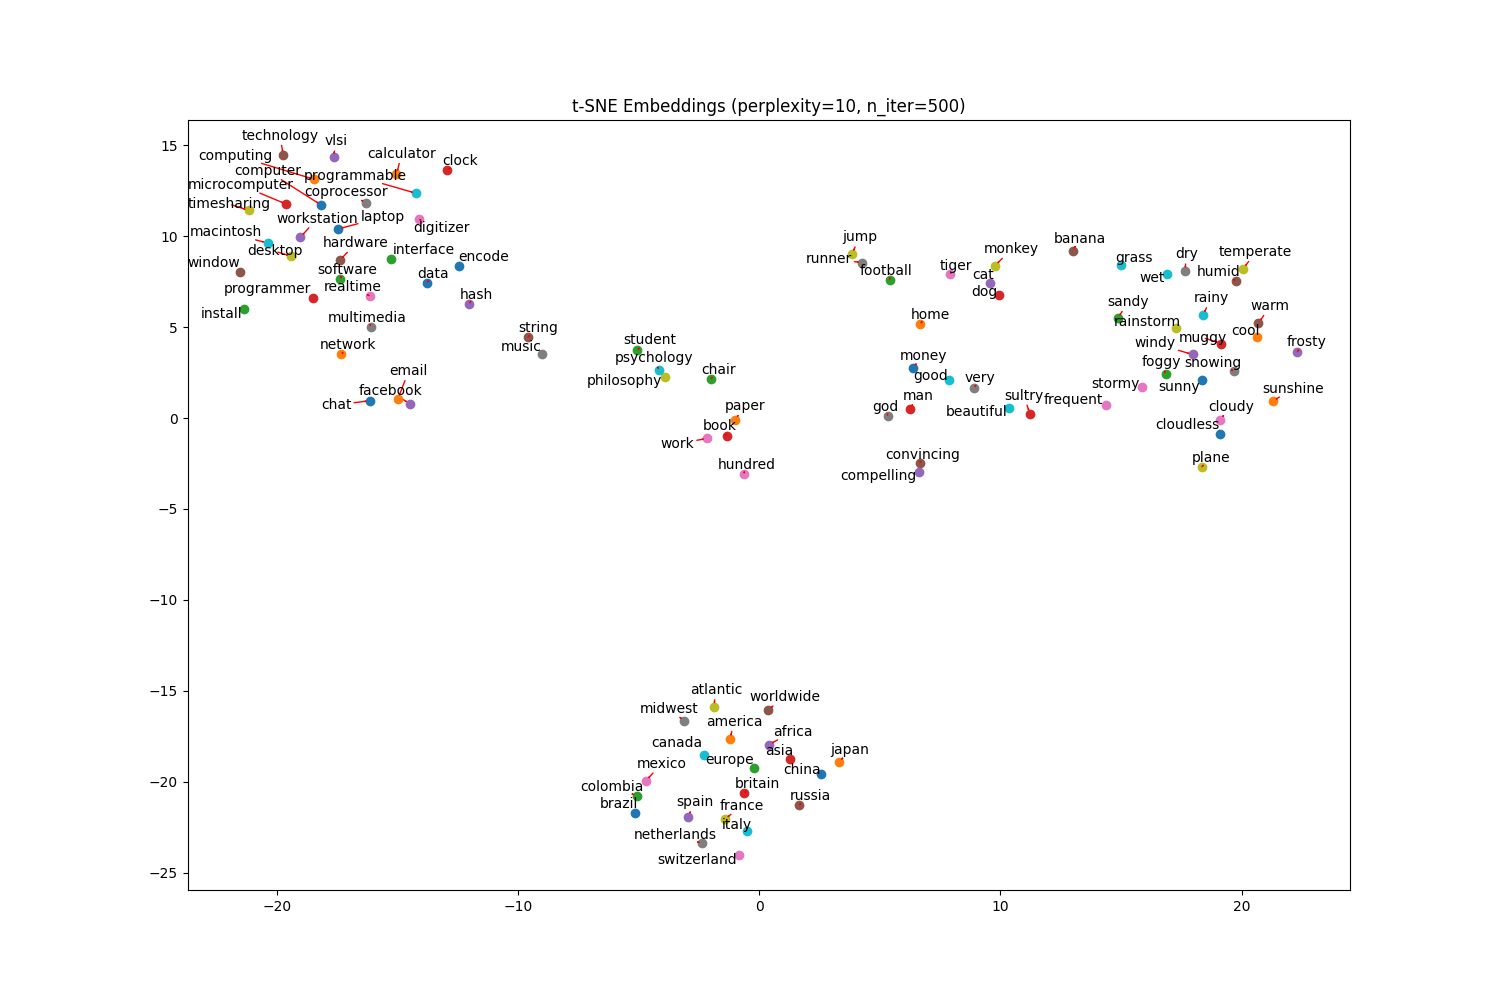 t-SNE Embeddings (perplexity=10, n_iter=500)
15
10
5
0
−5
−10
−15
−20
−25
technology
vlsi
computing
calculator
clock
computer
programmable
microcomputer
coprocessor
timesharing
workstation
laptop
digitizer
macintosh
desktop
hardware
interface
encode
window
software
data
programmer
realtime
hash
install
multimedia
network
string
music
email
facebook
chat
student
psychology
philosophy
chair
paper
book
work
hundred
jump
runner
football
tiger
monkey
cat
dog
banana
grass
wet
dry
temperate
humid
home
sandy
rainy
warm
rainstorm
muggy
cool
windy
frosty
money
good
very
foggy
showing
man
sultry
stormy
sunny
sunshine
god
beautiful
frequent
cloudy
cloudless
convincing
compelling
plane
atlantic
worldwide
midwest
america
africa
canada
asia
japan
europe
china
mexico
colombia
britain
brazil
spain
france
russia
italy
netherlands
switzerland
−20
−10
0
10
20